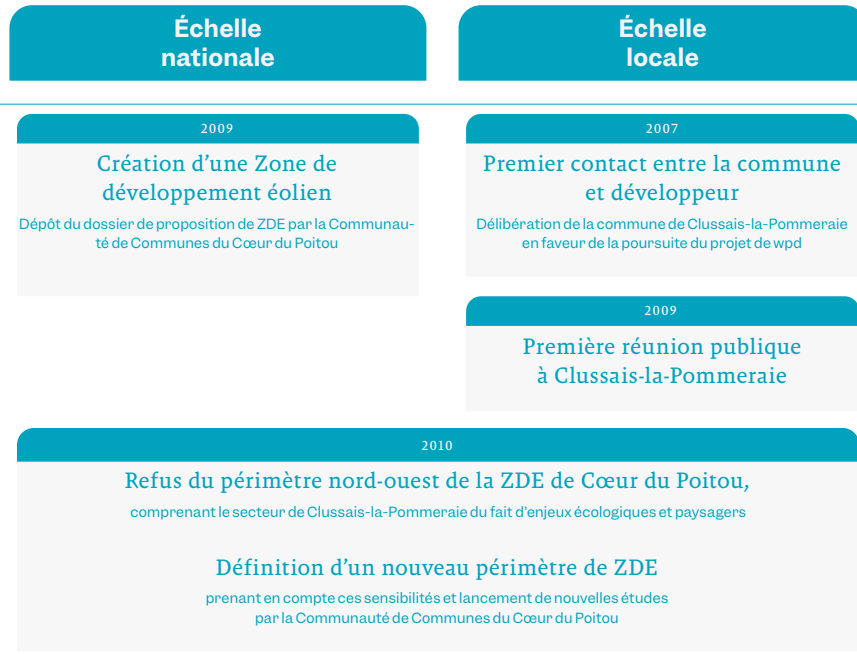 Échelle
nationale
Échelle
locale
2009
Création d'une Zone de
développement éolien
Dépôt du dossier de proposition de ZDE par la Communau-
té de Communes du Cœur du Poitou
2007
Premier contact entre la commune
et développeur
Délibération de la commune de Clussais-la-Pommeraie
en faveur de la poursuite du projet de wpd
2009
Première réunion publique
à Clussais-la-Pommeraie
2010
Refus du périmètre nord-ouest de la ZDE de Cœur du Poitou,
comprenant le secteur de Clussais-la-Pommeraie du fait d'enjeux écologiques et paysagers
Définition d'un nouveau périmètre de ZDE
prenant en compte ces sensibilités et lancement de nouvelles études
par la Communauté de Communes du Cœur du Poitou